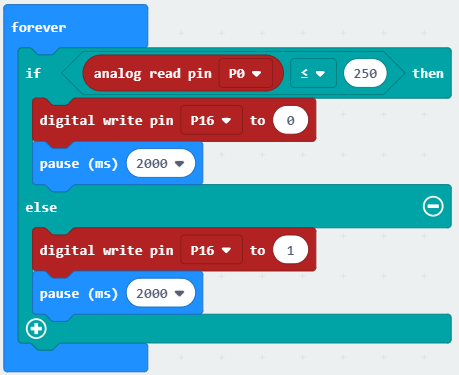 forever
if analog read pin P0 ≤ 250 then
digital write pin P16 to 0
pause (ms) 2000
else
digital write pin P16 to 1
pause (ms) 2000